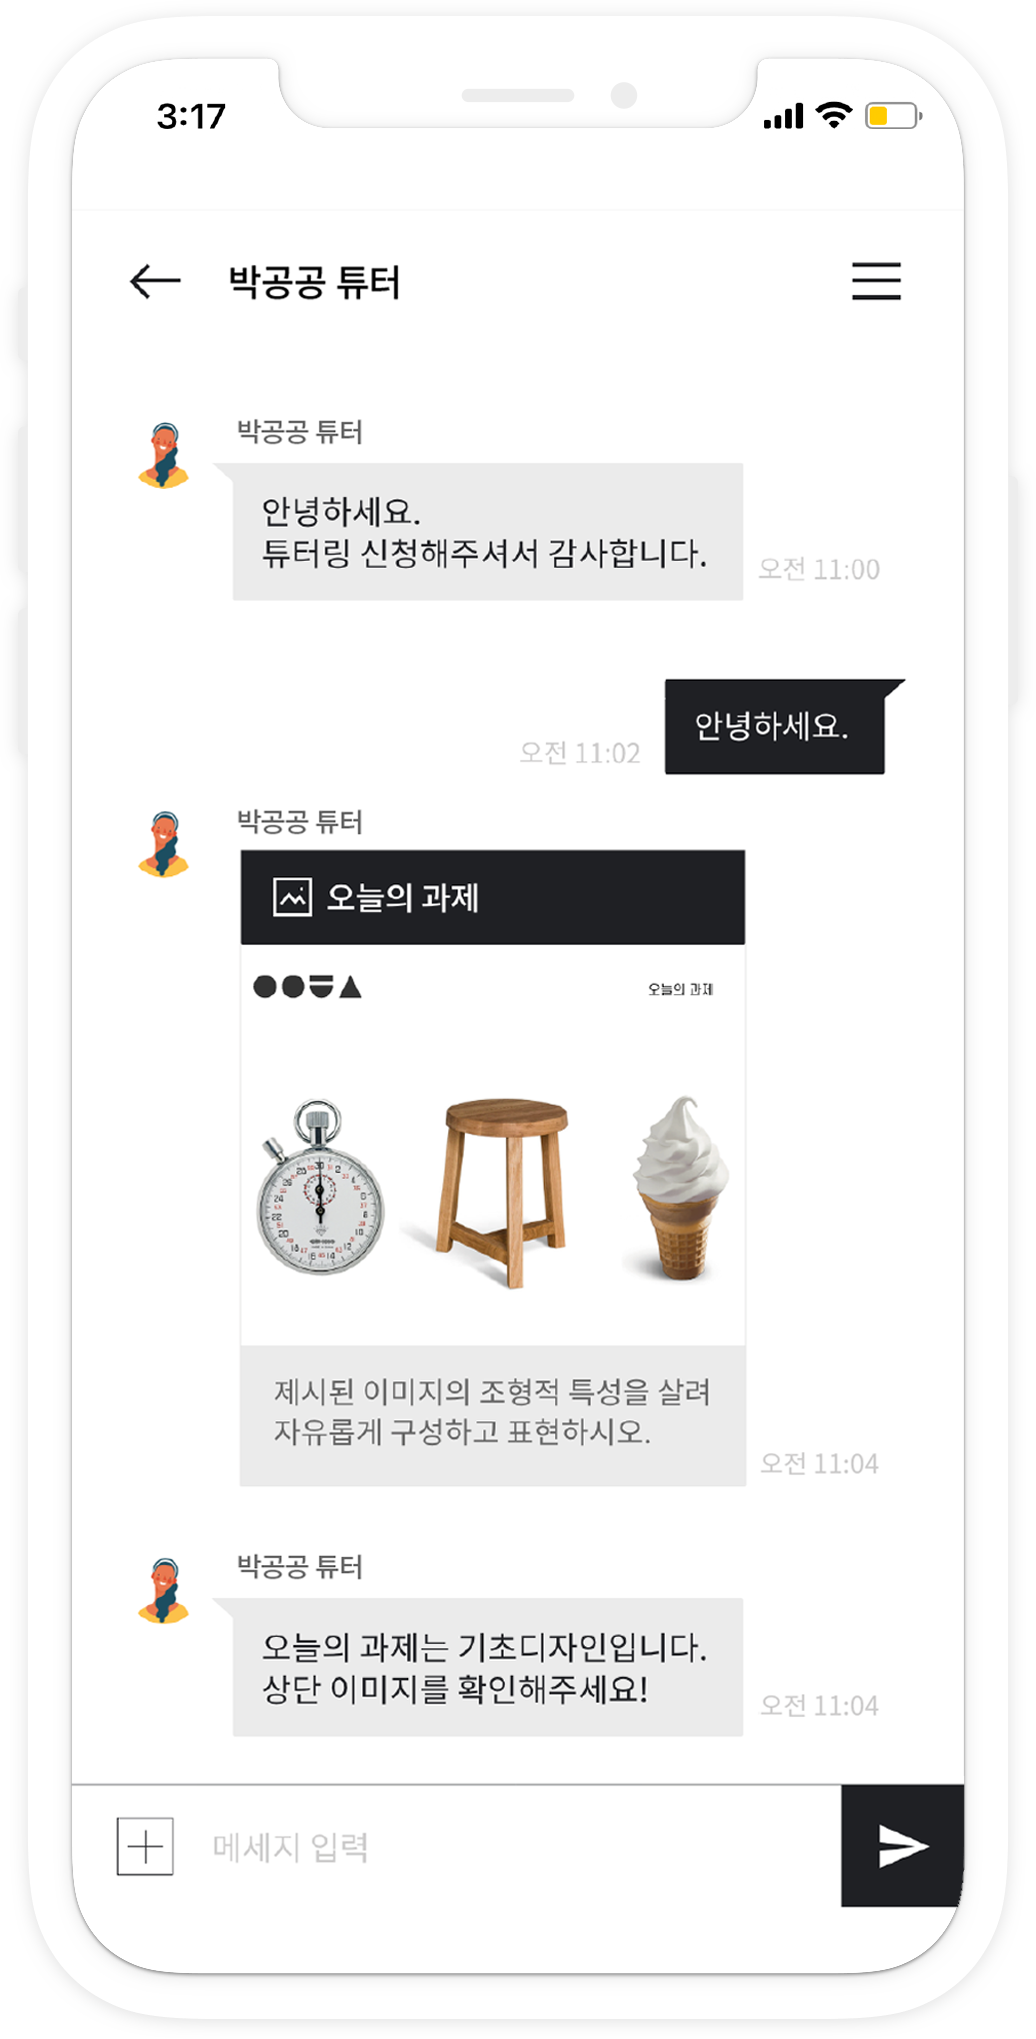 3:17
박공공 튜터
박공공 튜터
안녕하세요.
튜터링 신청해주셔서 감사합니다.
오전 11:00
안녕하세요.
오전 11:02
박공공 튜터
오늘의 과제
오늘의 과제
제시된 이미지의 조형적 특성을 살려
자유롭게 구성하고 표현하시오.
오전 11:04
박공공 튜터
오늘의 과제는 기초디자인입니다.
상단 이미지를 확인해주세요!
오전 11:04
메세지 입력